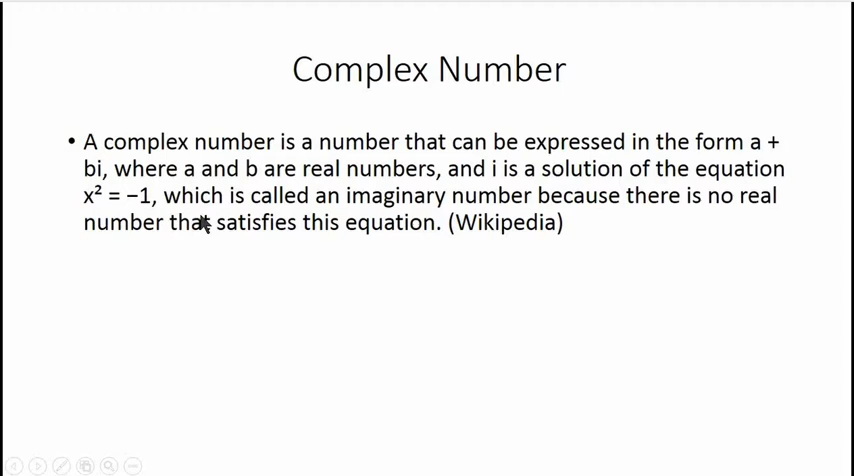 Complex Number
• A complex number is a number that can be expressed in the form a +
bi, where a and b are real numbers, and i is a solution of the equation
x² = −1, which is called an imaginary number because there is no real
number that satisfies this equation. (Wikipedia)